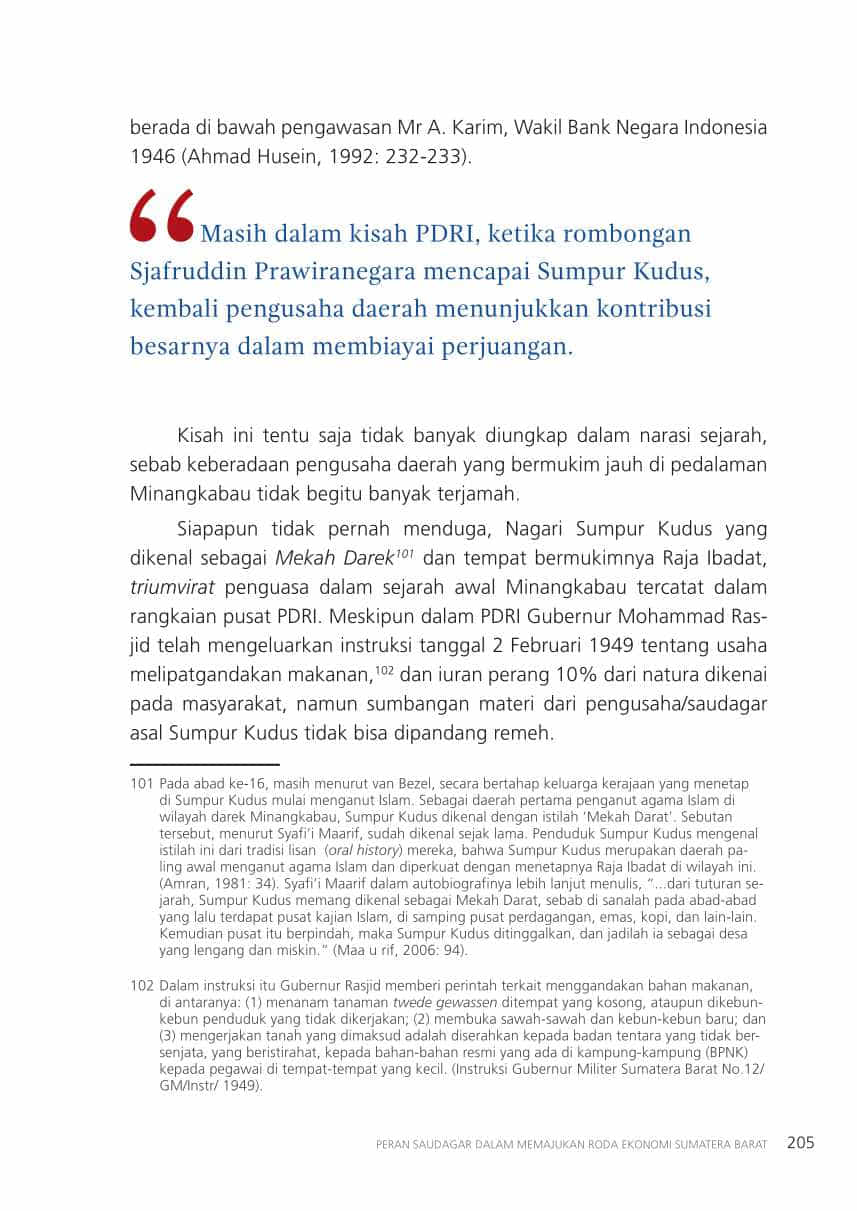 berada di bawah pengawasan Mr A. Karim, Wakil Bank Negara Indonesia
1946 (Ahmad Husein, 1992: 232-233).
“Masih dalam kisah PDRI, ketika rombongan
Sjafruddin Prawiranegara mencapai Sumpur Kudus,
kembali pengusaha daerah menunjukkan kontribusi
besarnya dalam membiayai perjuangan.
Kisah ini tentu saja tidak banyak diungkap dalam narasi sejarah,
sebab keberadaan pengusaha daerah yang bermukim jauh di pedalaman
Minangkabau tidak begitu banyak terjamah.
Siapapun tidak pernah menduga, Nagari Sumpur Kudus yang
dikenal sebagai Mekah Darek101 dan tempat bermukimnya Raja Ibadat,
triumvirat penguasa dalam sejarah awal Minangkabau tercatat dalam
rangkaian pusat PDRI. Meskipun dalam PDRI Gubernur Mohammad Ras-
jid telah mengeluarkan instruksi tanggal 2 Februari 1949 tentang usaha
melipatgandakan makanan,102 dan iuran perang 10% dari natura dikenai
pada masyarakat, namun sumbangan materi dari pengusaha/saudagar
asal Sumpur Kudus tidak bisa dipandang remeh.
101 Pada abad ke-16, masih menurut van Bezel, secara bertahap keluarga kerajaan yang menetap
di Sumpur Kudus mulai menganut Islam. Sebagai daerah pertama penganut agama Islam di
wilayah darek Minangkabau, Sumpur Kudus dikenal dengan istilah ‘Mekah Darat’. Sebutan
tersebut, menurut Syafi’i Maarif, sudah dikenal sejak lama. Penduduk Sumpur Kudus mengenal
istilah ini dari tradisi lisan (oral history) mereka, bahwa Sumpur Kudus merupakan daerah pa-
ling awal menganut agama Islam dan diperkuat dengan menetapnya Raja Ibadat di wilayah ini.
(Amran, 1981: 34). Syafi’i Maarif dalam autobiografinya lebih lanjut menulis, “...dari tuturan se-
jarah, Sumpur Kudus memang dikenal sebagai Mekah Darat, sebab di sanalah pada abad-abad
yang lalu terdapat pusat kajian Islam, di samping pusat perdagangan, emas, kopi, dan lain-lain.
Kemudian pusat itu berpindah, maka Sumpur Kudus ditinggalkan, dan jadilah ia sebagai desa
yang lengang dan miskin.” (Maa u rif, 2006: 94).
102 Dalam instruksi itu Gubernur Rasjid memberi perintah terkait menggandakan bahan makanan,
di antaranya: (1) menanam tanaman twede gewassen ditempat yang kosong, ataupun dikebun-
kebun penduduk yang tidak dikerjakan; (2) membuka sawah-sawah dan kebun-kebun baru; dan
(3) mengerjakan tanah yang dimaksud adalah diserahkan kepada badan tentara yang tidak ber-
senjata, yang beristirahat, kepada bahan-bahan resmi yang ada di kampung-kampung (BPNK)
kepada pegawai di tempat-tempat yang kecil. (Instruksi Gubernur Militer Sumatera Barat No.12/
GM/Instr/ 1949).
PERAN SAUDAGAR DALAM MEMAJUKAN RODA EKONOMI SUMATERA BARAT 205